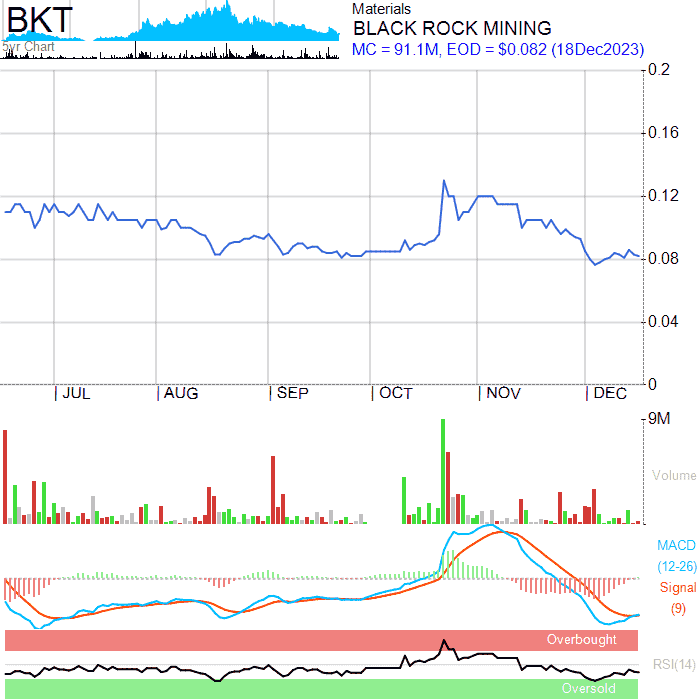 BKT
5yr Chart
Materials
BLACK ROCK MINING
MC = 91.1M, EOD = $0.082 (18Dec2023)
0.2
0.16
0.12
0.08
0.04
0
JUL AUG SEP OCT NOV DEC
9M
Volume
MACD
(12-26)
Signal
(9)
Overbought
RSI(14)
Oversold